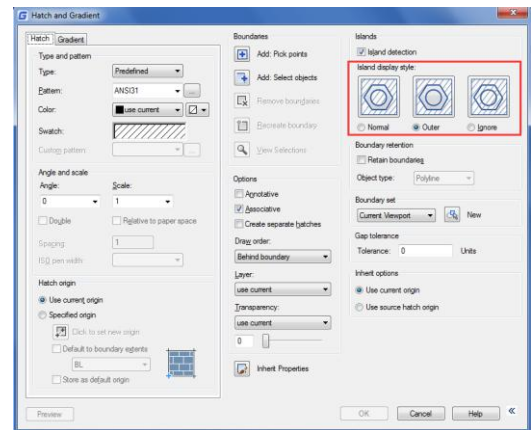 Hatch and Gradient
Hatch
Gradient
Type and pattern
Type:
Predefined
Pattern:
ANSI31
...
Color:
use current
Swatch:
Custom pattern:
...
Angle and scale
Angle:
Scale:
0
1
Double
Relative to paper space
Spacing:
1
ISO pen width:
Hatch origin
Use current origin
Specified origin
Click to set new origin
Default to boundary extents
BL
Store as default origin
Preview
Boundaries
Add: Pick points
Add: Select objects
Remove boundaries
Recreate boundary
View Selections
Options
Annotative
Associative
Create separate hatches
Draw order:
Behind boundary
Layer:
use current
Transparency:
use current
0
Inherit Properties
Islands
Island detection
Island display style:
Normal
Outer
Ignore
Boundary retention
Retain boundaries
Object type:
Polyline
Boundary set
Current Viewport
New
Gap tolerance
Tolerance:
0
Units
Inherit options
Use current origin
Use source hatch origin
OK
Cancel
Help